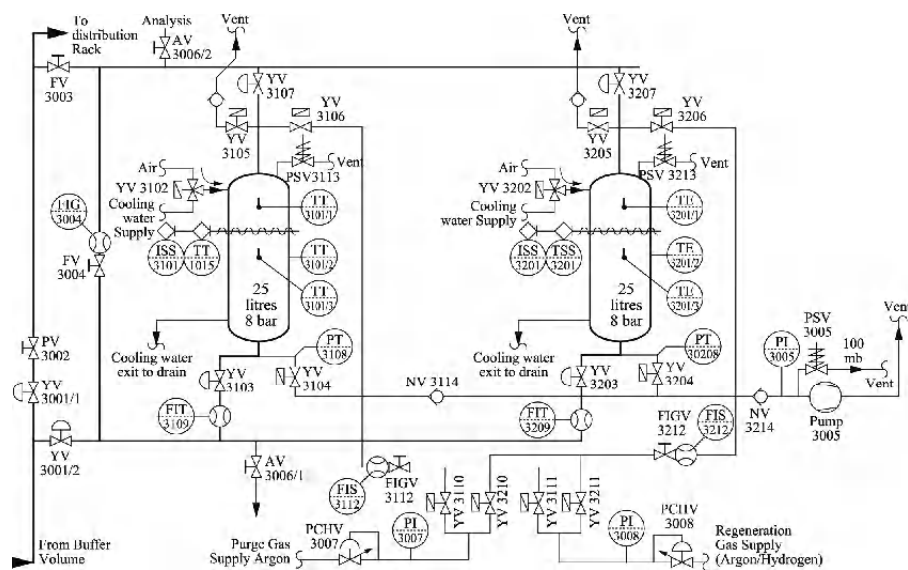 To
distribution
Rack
Analysis
AV
3006/2
Vent
Vent
FV
3003
YV
3107
YV
3207
YV
3106
YV
3206
YV
3105
YV
3205
Air
PSV3113
Vent
Air
PSV 3213
Vent
YV 3102
YV 3202
Cooling
water
Supply
Cooling
water
Supply
FIG
3004
TT
3101/1
TE
3201/1
ISS
3101
TT
1015
TT
3101/2
ISS
3201
TSS
3201
TE
3201/2
FV
3004
TT
3101/3
TE
3201/3
25
litres
8 bar
25
litres
8 bar
Vent
PSV
3005
PV
3002
Cooling water
exit to drain
PT
3108
Cooling water
exit to drain
PT
30208
PI
3005
100
mb
Vent
YV
3001/1
YV
3103
YV
3104
NV 3114
YV
3203
YV
3204
NV
3214
Pump
3005
FIT
3109
FIT
3209
FIGV
3212
FIS
3212
YV
3001/2
AV
3006/1
FIS
3112
FIGV
3112
YV 3110
YV 3210
YV 3111
YV 3211
PCHV
3007
PI
3007
PI
3008
PCHV
3008
From Buffer
Volume
Purge Gas
Supply Argon
Regeneration
Gas Supply
(Argon/Hydrogen)